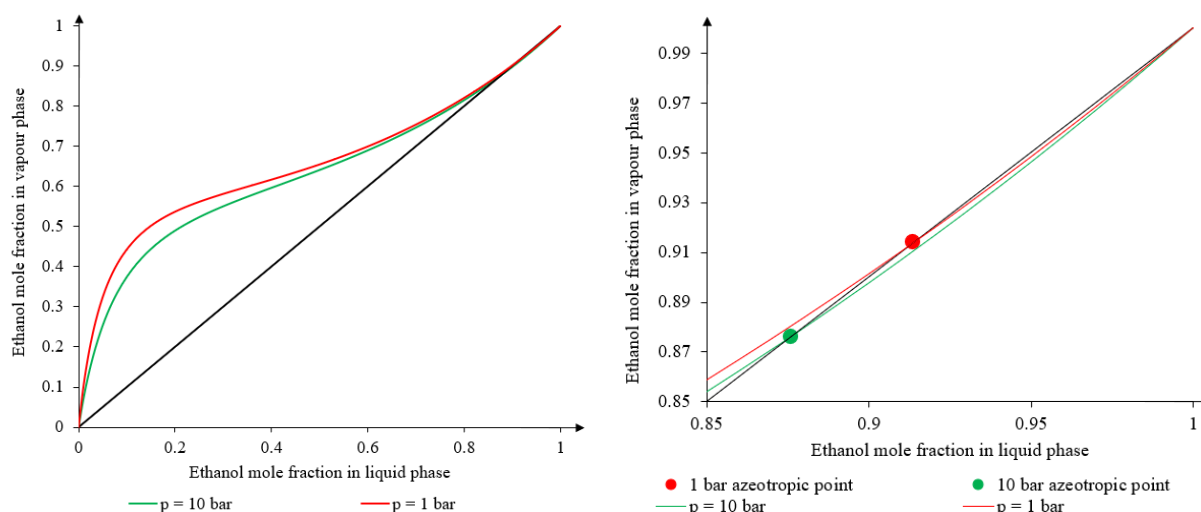 Ethanol mole fraction in vapour phase
1
0.9
0.8
0.7
0.6
0.5
0.4
0.3
0.2
0.1
0
0
0.2
0.4
0.6
0.8
1
Ethanol mole fraction in liquid phase
p = 10 bar
p = 1 bar
Ethanol mole fraction in vapour phase
0.99
0.97
0.95
0.93
0.91
0.89
0.87
0.85
0.85
0.9
0.95
1
Ethanol mole fraction in liquid phase
1 bar azeotropic point
10 bar azeotropic point
p = 10 bar
p = 1 bar